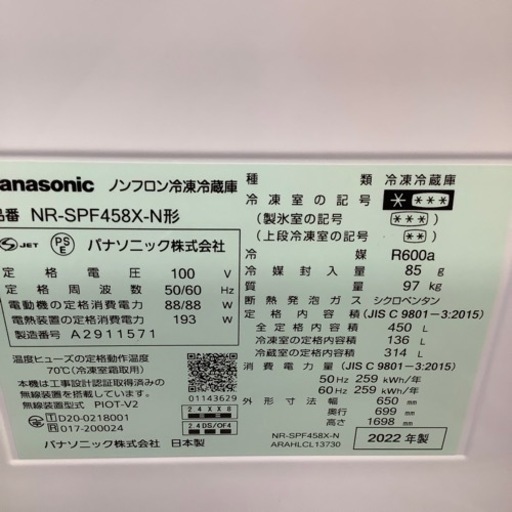 Panasonic ノンフロン冷凍冷蔵庫
品番 NR-SPF458X-N形
S JET PS E パナソニック株式会社
定格電圧 100 V
定格周波数 50/60 Hz
電動機の定格消費電力 88/88 W
電熱装置の定格消費電力 193 W
製造番号 A2911571
温度ヒューズの定格動作温度
70℃(冷凍室霜取用)
本機は工事設計認証取得済みの
無線装置を内蔵しています。
無線装置型式 PIOT-V2
T D20-0218001
R 017-200024
01143629
2.4XX8
2.4DS/OF4
パナソニック株式会社 日本製
種類 冷凍冷蔵庫
冷凍室の記号
(製氷室の記号 )
(上段冷凍室の記号 )
冷媒 R600a
冷媒封入量 85 g
質量 97 kg
断熱発泡ガス シクロペンタン
定格内容積 (JIS C 9801-3:2015)
全定格内容積 450 L
冷凍室内容積 136 L
冷蔵室内容積 314 L
消費電力量 (JIS C 9801-3:2015)
50Hz 259 kWh/年
60Hz 259 kWh/年
外形寸法 幅 650 mm
奥行 699 mm
高さ 1698 mm
NR-SPF458X-N
ARAHLCL13730
2022年製